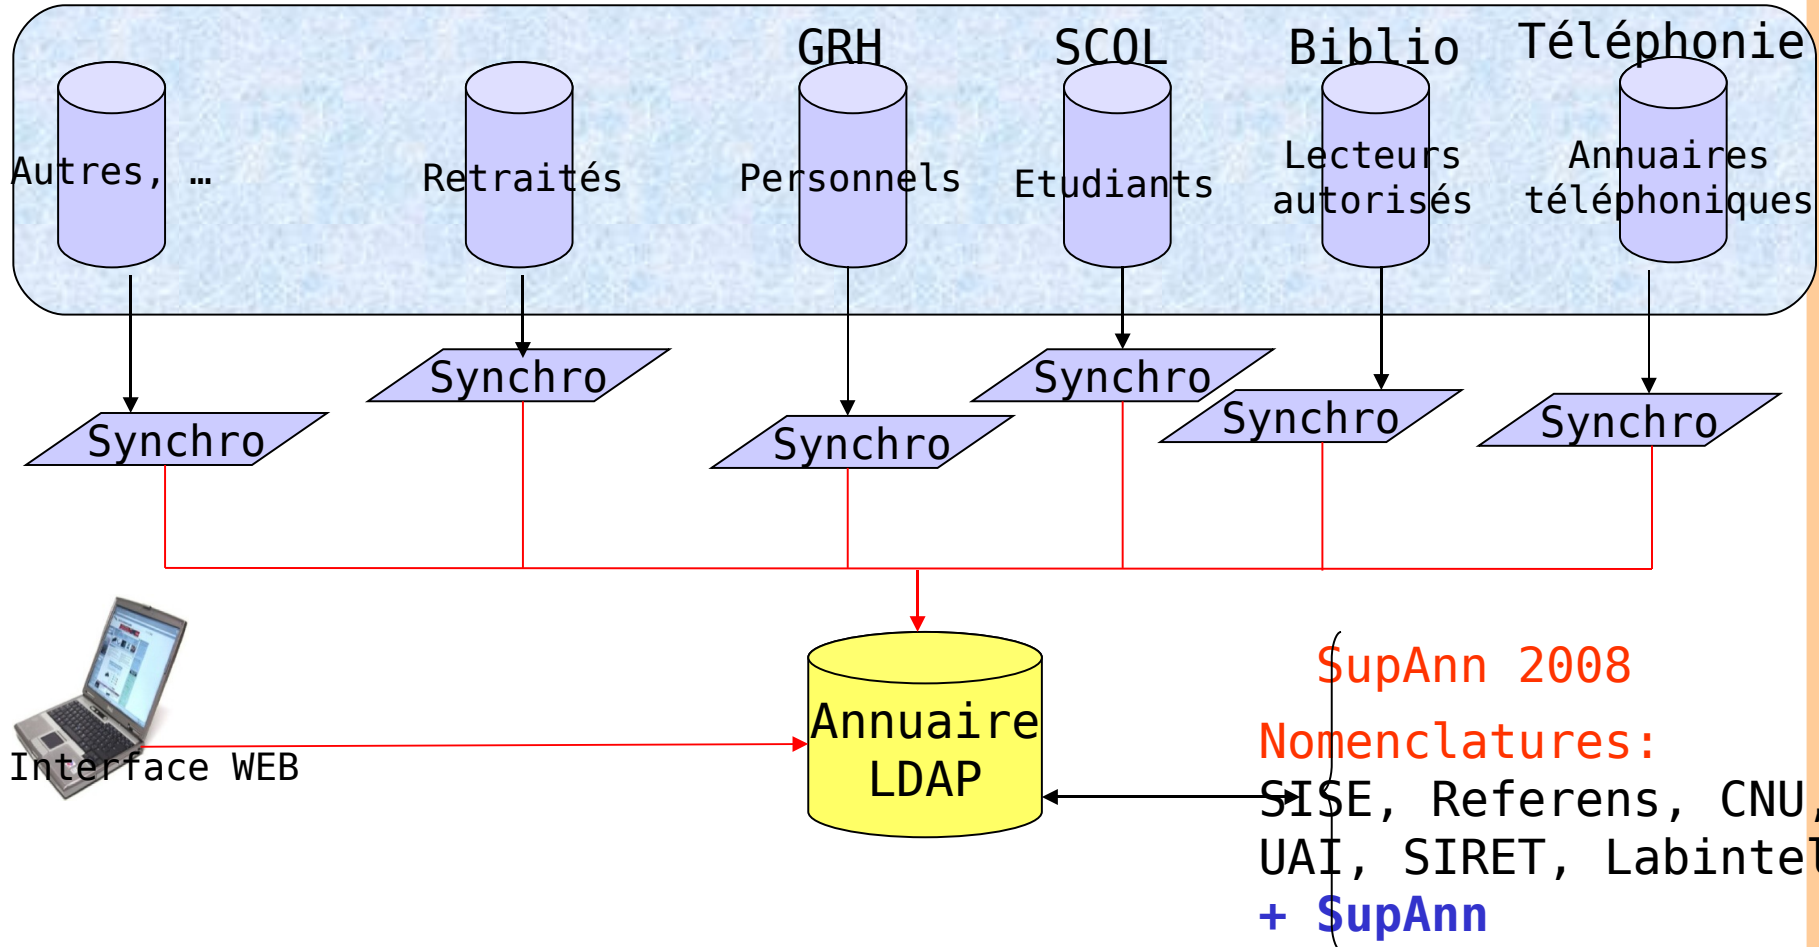 GRH
SCOL
Biblio
Téléphonie
Autres, …
Retraités
Personnels
Etudiants
Lecteurs
autorisés
Annuaires
téléphoniques
Synchro
Synchro
Synchro
Synchro
Synchro
Synchro
Interface WEB
Annuaire
LDAP
SupAnn 2008
Nomenclatures:
SISE, Referens, CNU,
UAI, SIRET, Labintel
+ SupAnn